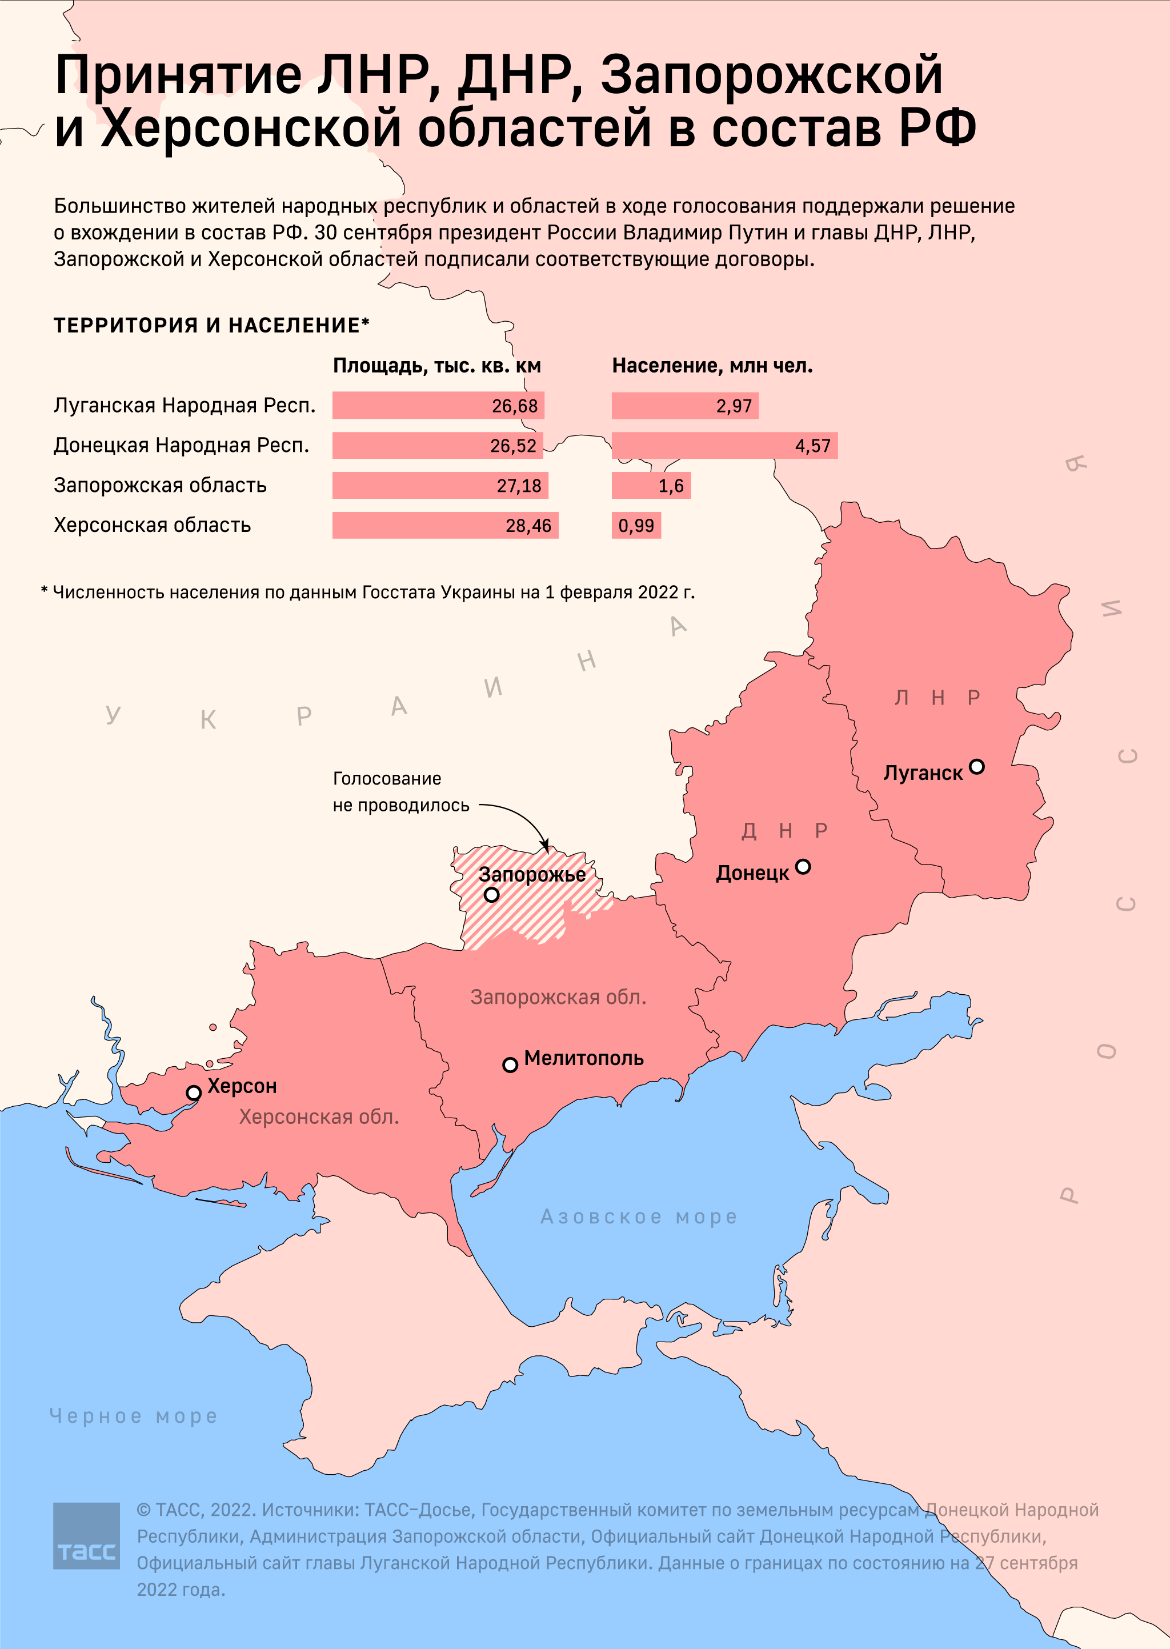 Принятие ЛНР, ДНР, Запорожской
и Херсонской областей в состав РФ
Большинство жителей народных республик и областей в ходе голосования поддержали решение
о вхождении в состав РФ. 30 сентября президент России Владимир Путин и главы ДНР, ЛНР,
Запорожской и Херсонской областей подписали соответствующие договоры.
ТЕРРИТОРИЯ И НАСЕЛЕНИЕ*
Площадь, тыс. кв. км Население, млн чел.
Луганская Народная Респ. 26,68 2,97
Донецкая Народная Респ. 26,52 4,57
Запорожская область 27,18 1,6
Херсонская область 28,46 0,99
* Численность населения по данным Госстата Украины на 1 февраля 2022 г.
УКРАИНА
РОССИЯ
ЛНР
Луганск
Голосование
не проводилось
ДНР
Донецк
Запорожье
Запорожская обл.
Мелитополь
Херсон
Херсонская обл.
Азовское море
Черное море
© ТАСС, 2022. Источники: ТАСС-Досье, Государственный комитет по земельным ресурсам Донецкой Народной
Республики, Администрация Запорожской области, Официальный сайт Донецкой Народной Республики,
Официальный сайт главы Луганской Народной Республики. Данные о границах по состоянию на 27 сентября
2022 года.
тасс